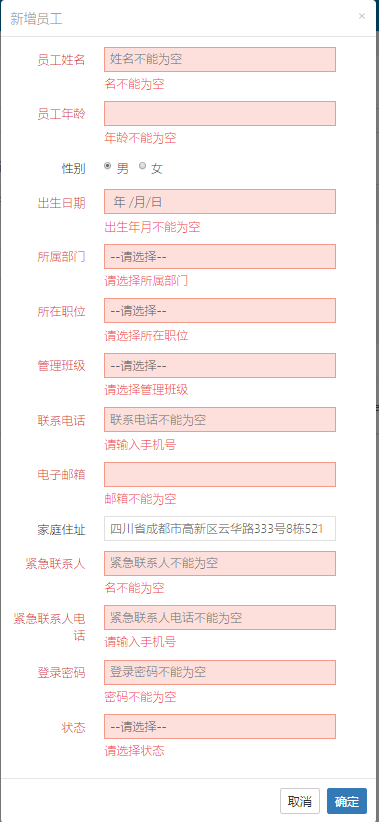 新增员工 ×
员工姓名 姓名不能为空
名不能为空
员工年龄
年龄不能为空
性别 男 女
出生日期 年 /月/日
出生年月不能为空
所属部门 --请选择--
请选择所属部门
所在职位 --请选择--
请选择所在职位
管理班级 --请选择--
请选择管理班级
联系电话 联系电话不能为空
请输入手机号
电子邮箱
邮箱不能为空
家庭住址 四川省成都市高新区云华路333号8栋521
紧急联系人 紧急联系人不能为空
名不能为空
紧急联系人电 紧急联系人电话不能为空
话 请输入手机号
登录密码 登录密码不能为空
密码不能为空
状态 --请选择--
请选择状态
取消 确定